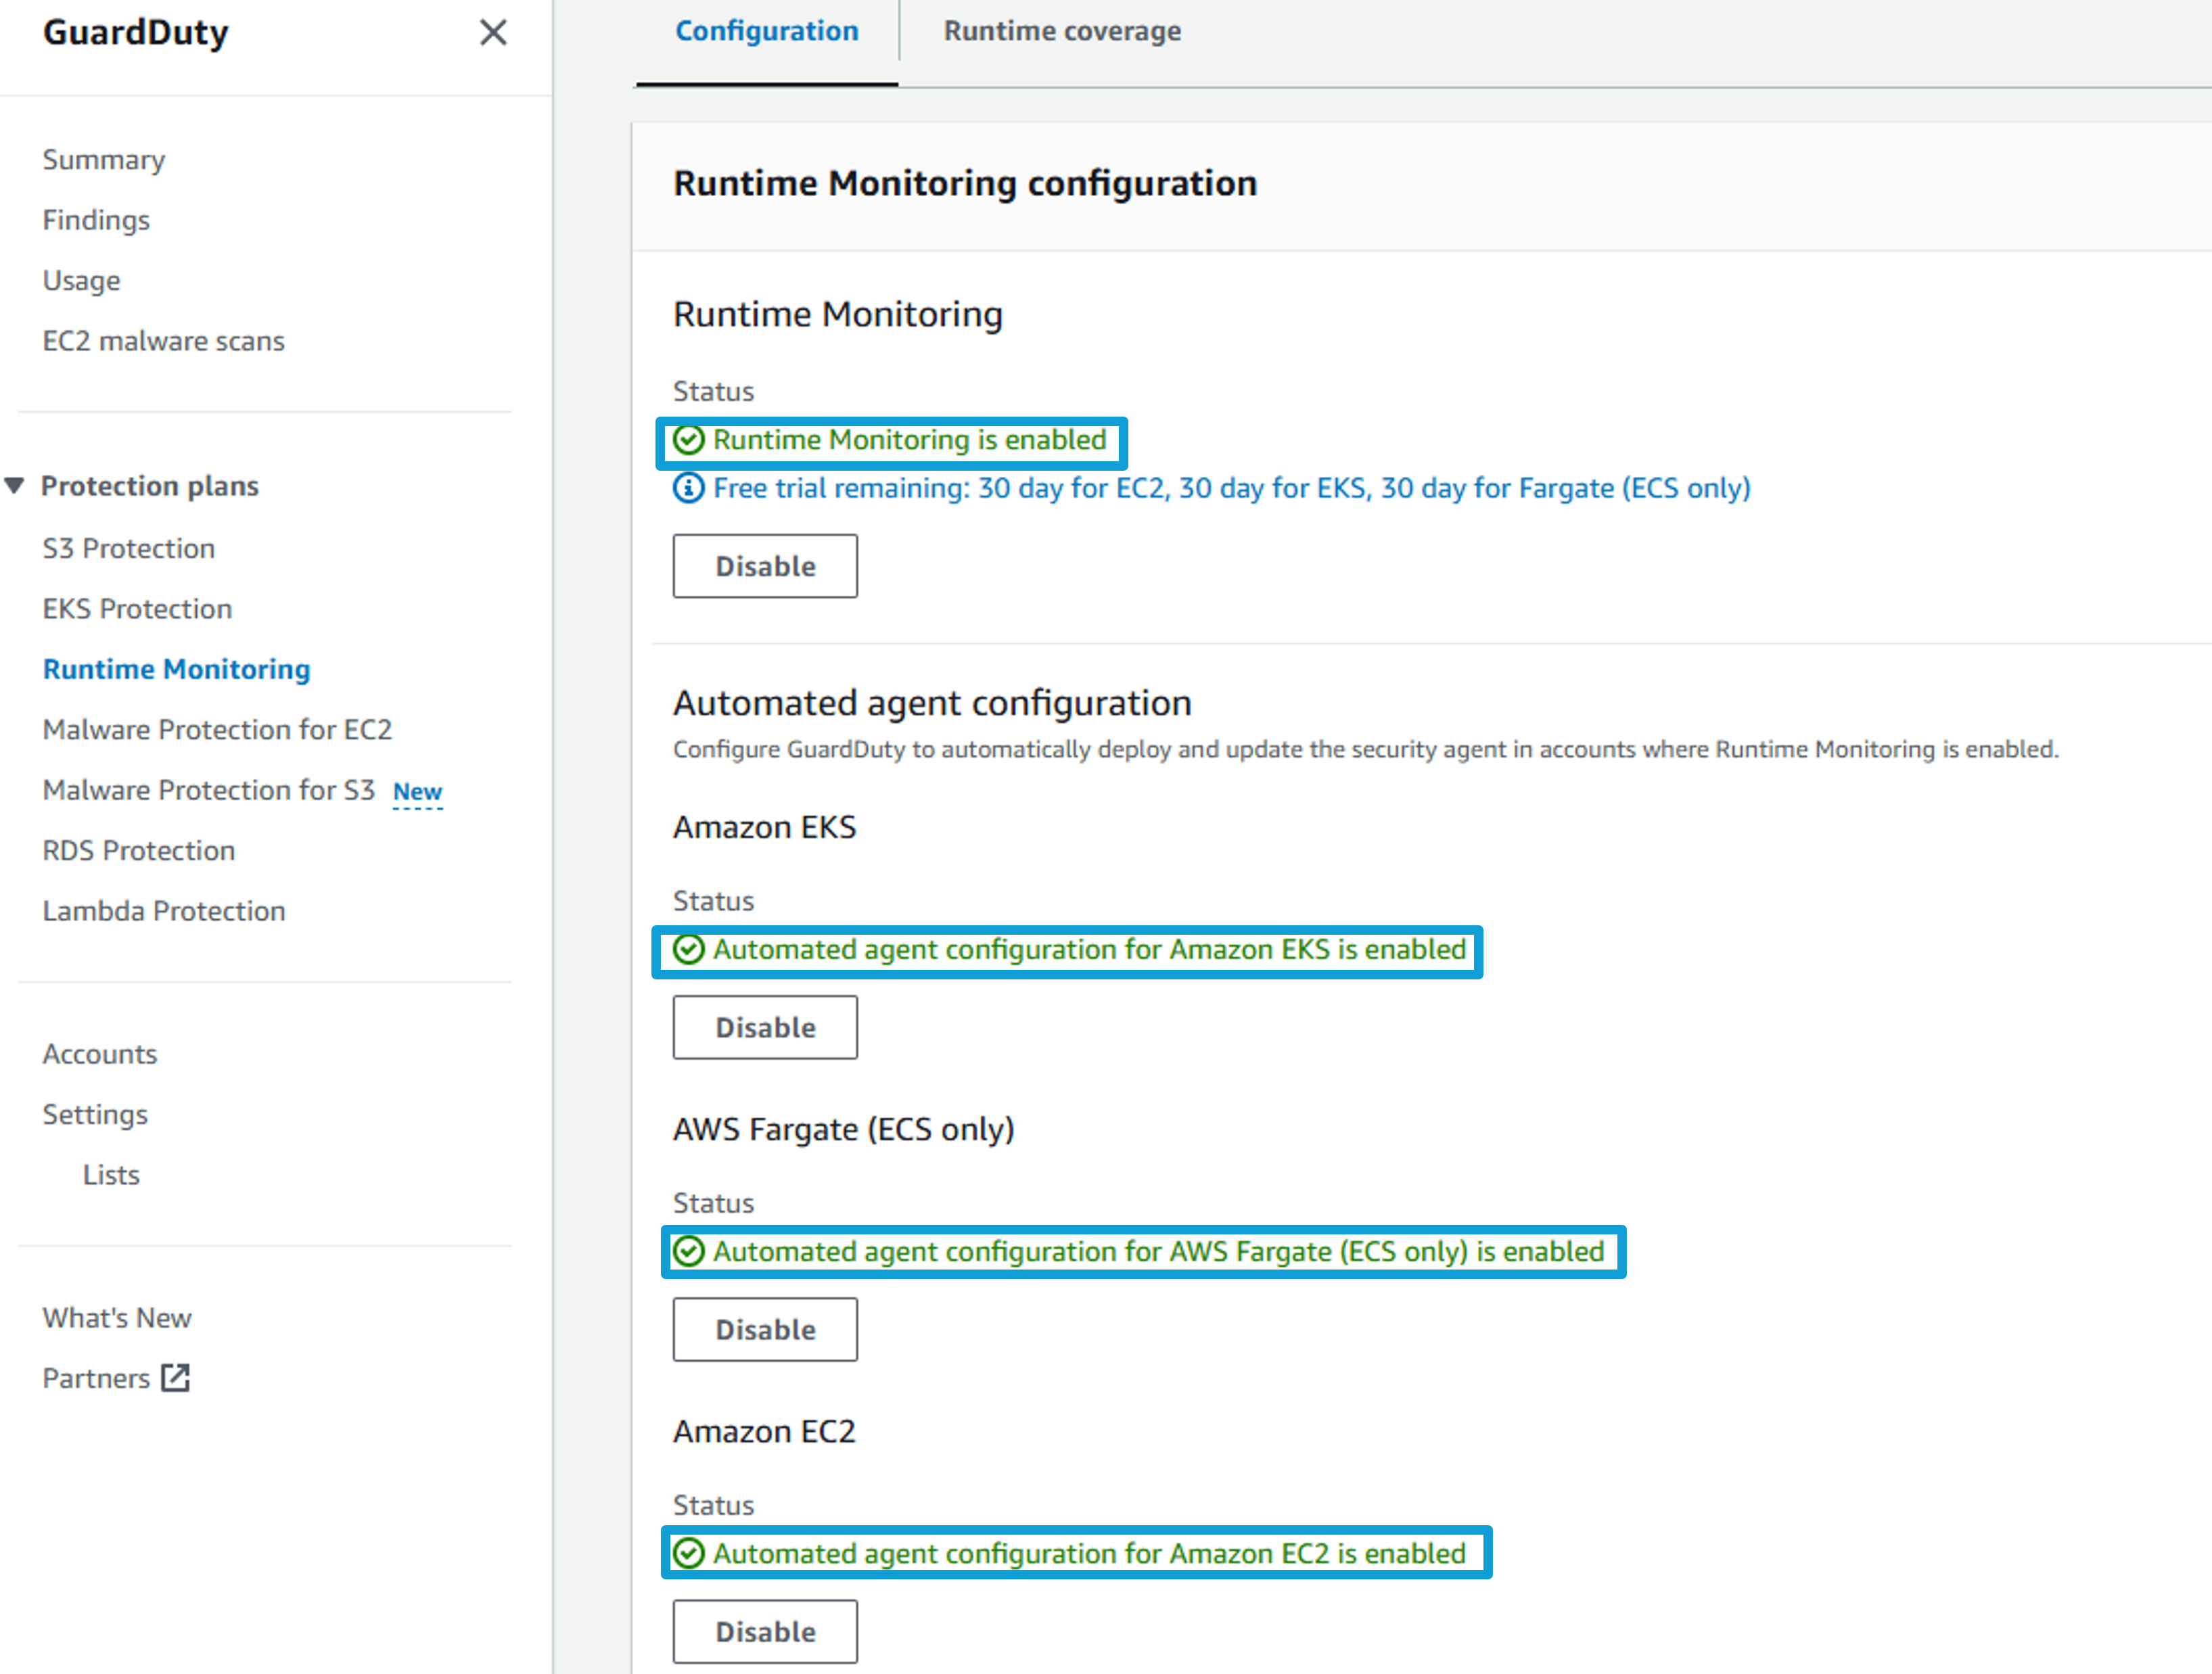 GuardDuty
Summary
Findings
Usage
EC2 malware scans
Protection plans
S3 Protection
EKS Protection
Runtime Monitoring
Malware Protection for EC2
Malware Protection for S3 New
RDS Protection
Lambda Protection
Accounts
Settings
Lists
What's New
Partners
Configuration
Runtime coverage
Runtime Monitoring configuration
Runtime Monitoring
Status
Runtime Monitoring is enabled
Free trial remaining: 30 day for EC2, 30 day for EKS, 30 day for Fargate (ECS only)
Disable
Automated agent configuration
Configure GuardDuty to automatically deploy and update the security agent in accounts where Runtime Monitoring is enabled.
Amazon EKS
Status
Automated agent configuration for Amazon EKS is enabled
Disable
AWS Fargate (ECS only)
Status
Automated agent configuration for AWS Fargate (ECS only) is enabled
Disable
Amazon EC2
Status
Automated agent configuration for Amazon EC2 is enabled
Disable